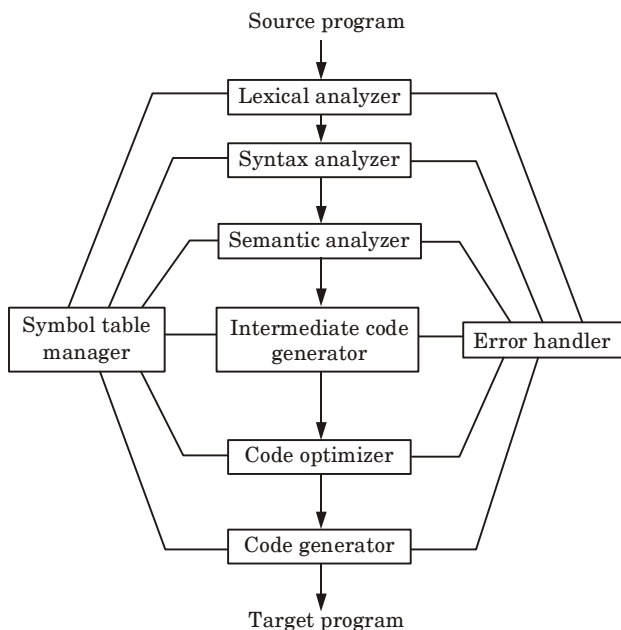 Source program
Lexical analyzer
Syntax analyzer
Semantic analyzer
Symbol table
manager
Intermediate code
generator
Error handler
Code optimizer
Code generator
Target program